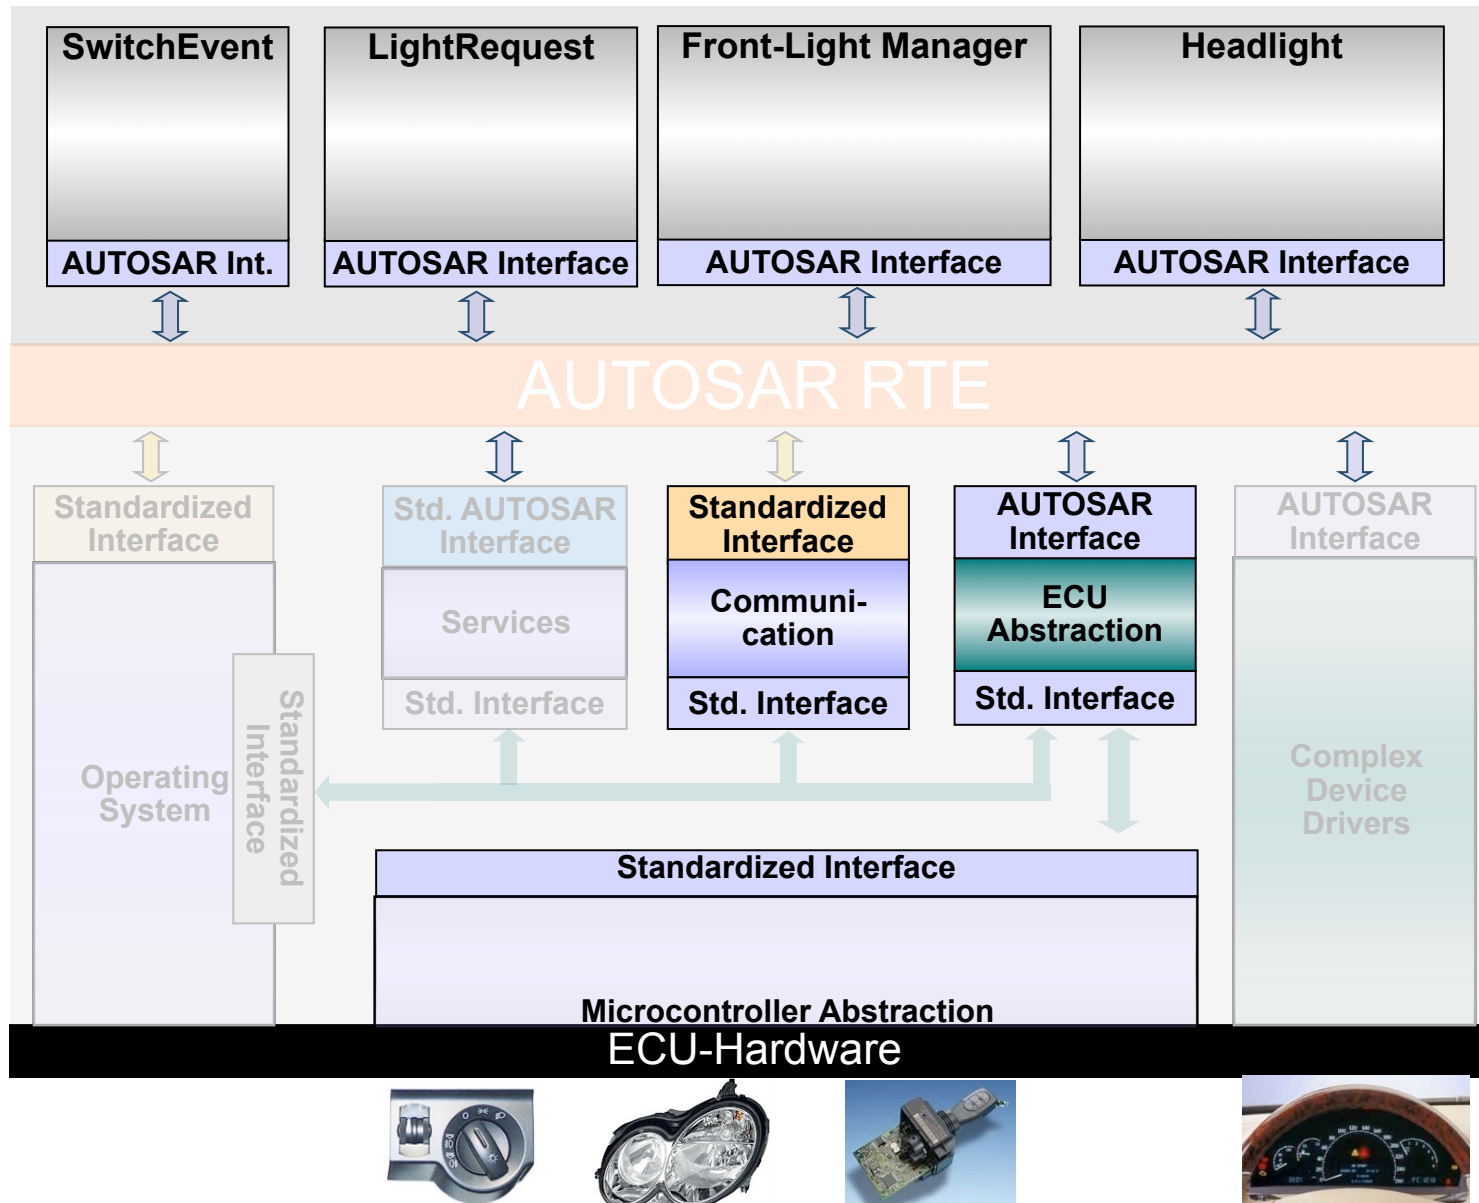 SwitchEvent
LightRequest
Front-Light Manager
Headlight
AUTOSAR Int.
AUTOSAR Interface
AUTOSAR Interface
AUTOSAR Interface
AUTOSAR RTE
Standardized
Interface
Operating
System
Standardized
Interface
Std. AUTOSAR
Interface
Services
Std. Interface
Standardized
Interface
Communi-
cation
Std. Interface
AUTOSAR
Interface
ECU
Abstraction
Std. Interface
AUTOSAR
Interface
Complex
Device
Drivers
Standardized Interface
Microcontroller Abstraction
ECU-Hardware